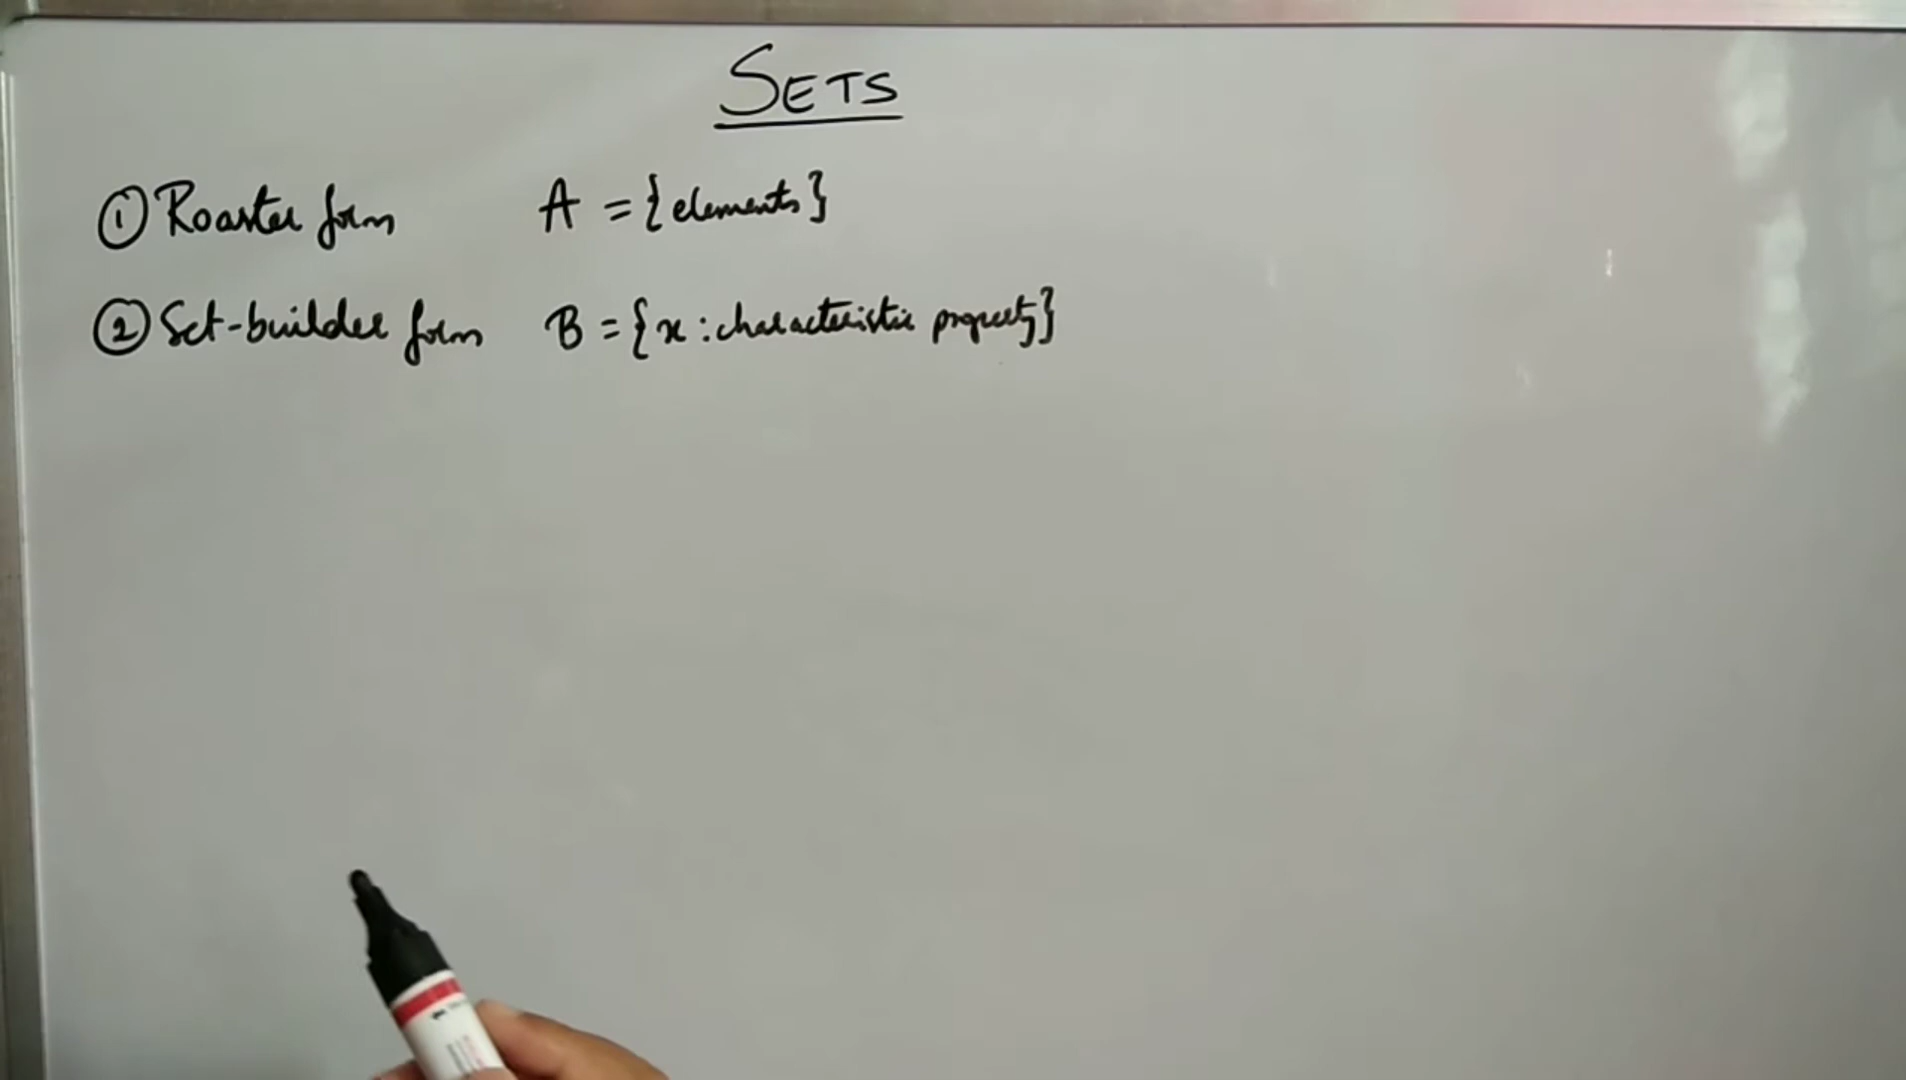 SETS
① Roaster form A = {elements}
② Set-builder form B = {x : characteristic property}